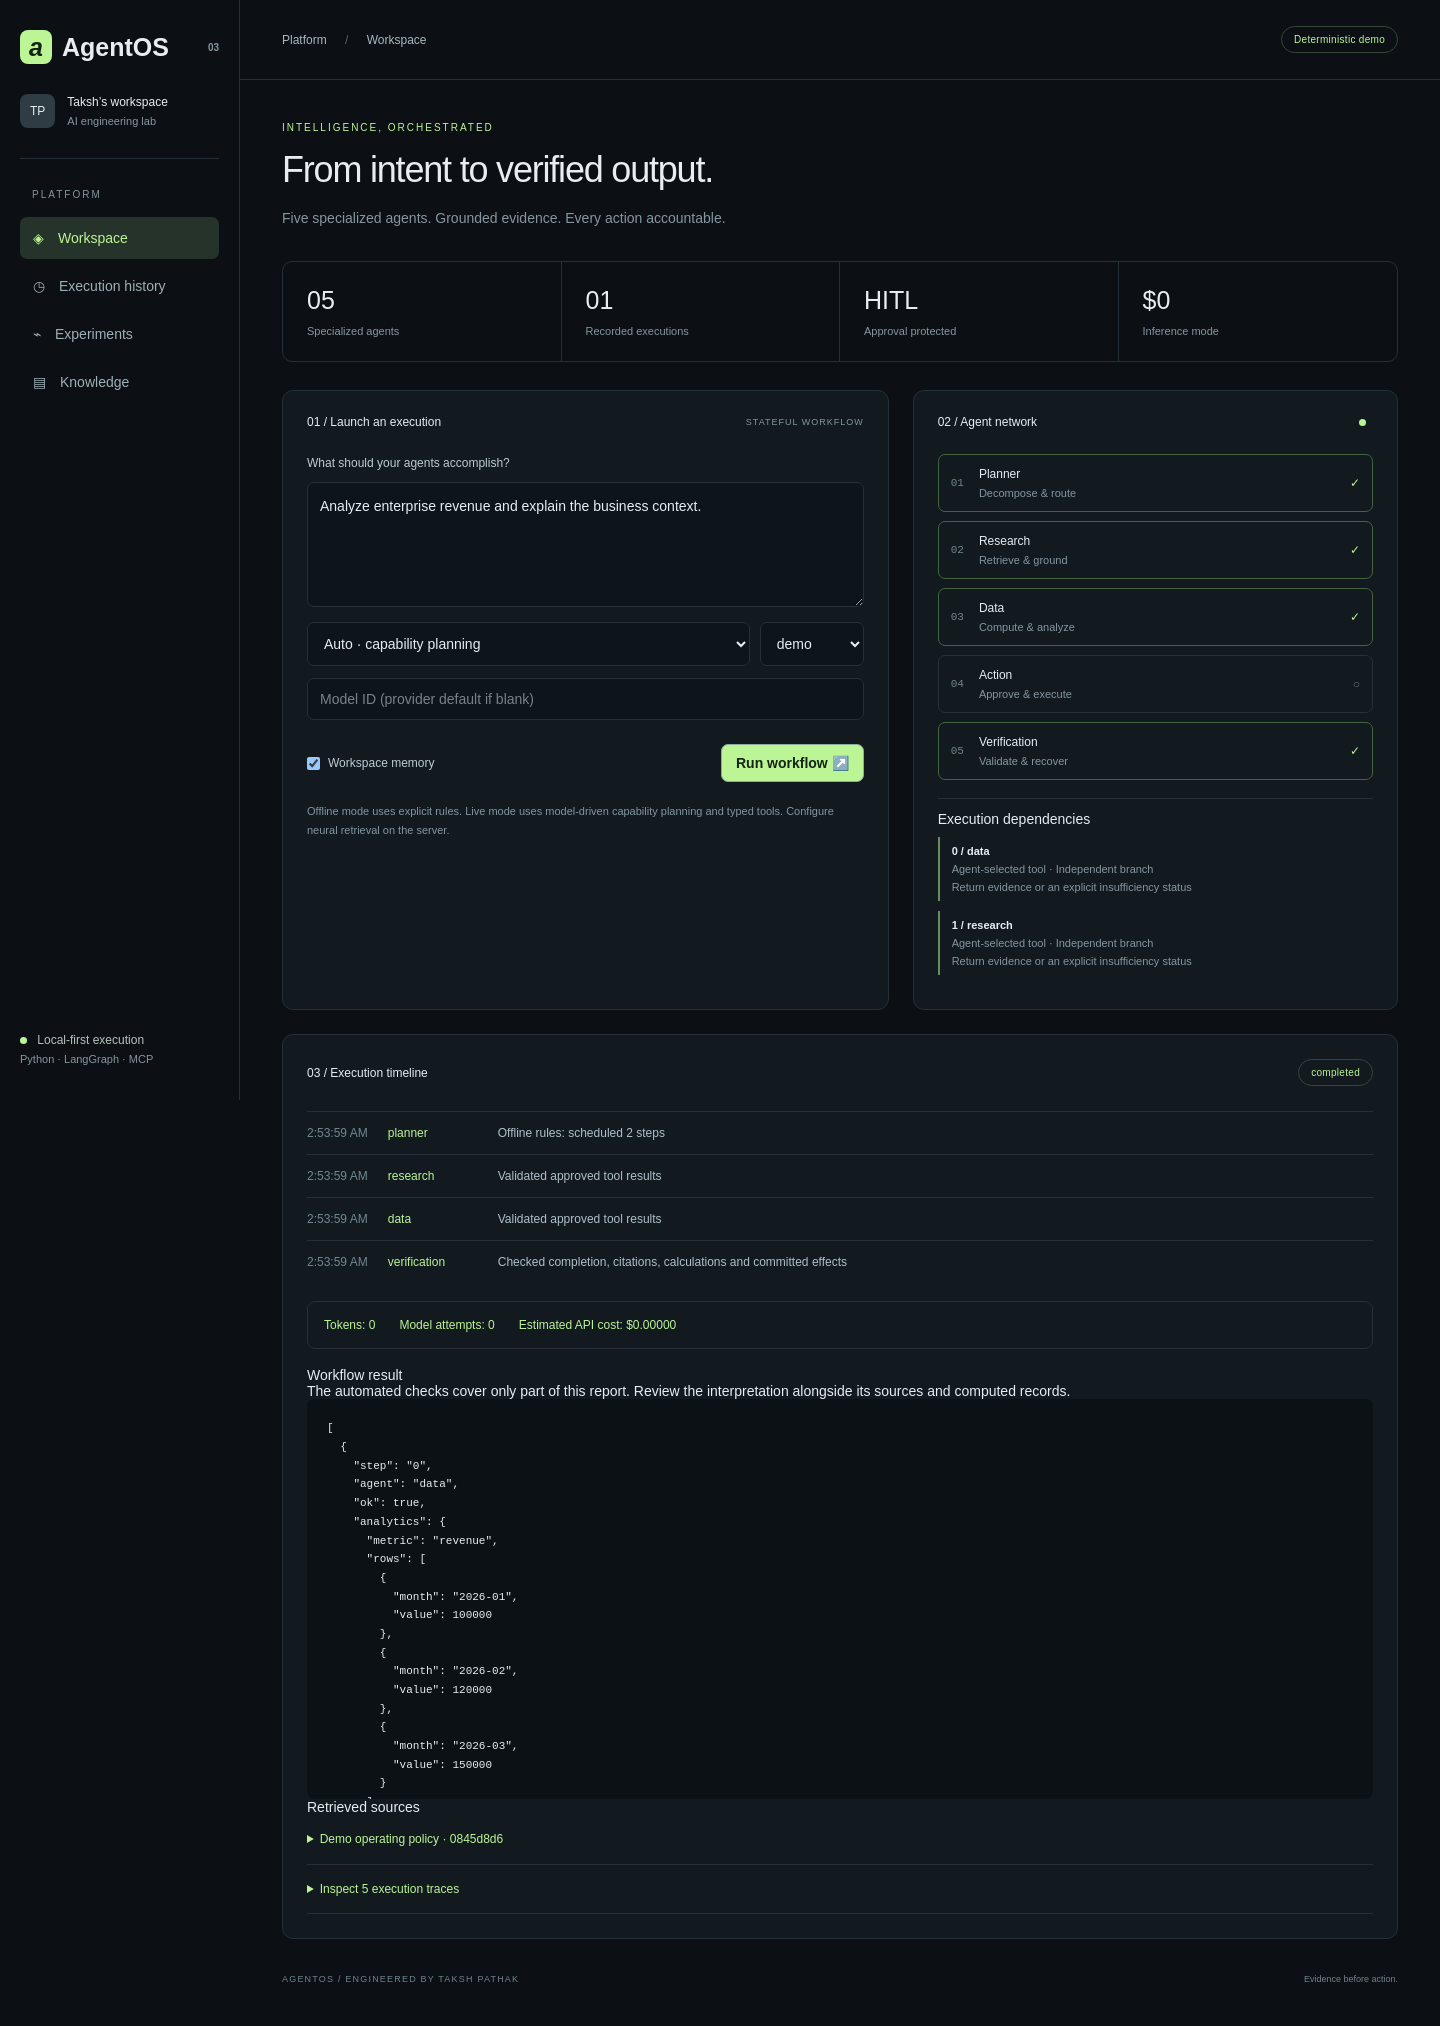 a AgentOS 03
TP
Taksh's workspace
AI engineering lab
PLATFORM
Workspace
Execution history
Experiments
Knowledge
Local-first execution
Python · LangGraph · MCP
Platform / Workspace
Deterministic demo
INTELLIGENCE, ORCHESTRATED
From intent to verified output.
Five specialized agents. Grounded evidence. Every action accountable.
05
Specialized agents
01
Recorded executions
HITL
Approval protected
$0
Inference mode
01 / Launch an execution
STATEFUL WORKFLOW
What should your agents accomplish?
Analyze enterprise revenue and explain the business context.
Auto · capability planning
demo
Model ID (provider default if blank)
Workspace memory
Run workflow ↗
Offline mode uses explicit rules. Live mode uses model-driven capability planning and typed tools. Configure
neural retrieval on the server.
02 / Agent network
01
Planner
Decompose & route
✓
02
Research
Retrieve & ground
✓
03
Data
Compute & analyze
✓
04
Action
Approve & execute
○
05
Verification
Validate & recover
✓
Execution dependencies
0 / data
Agent-selected tool · Independent branch
Return evidence or an explicit insufficiency status
1 / research
Agent-selected tool · Independent branch
Return evidence or an explicit insufficiency status
03 / Execution timeline
completed
2:53:59 AM planner Offline rules: scheduled 2 steps
2:53:59 AM research Validated approved tool results
2:53:59 AM data Validated approved tool results
2:53:59 AM verification Checked completion, citations, calculations and committed effects
Tokens: 0 Model attempts: 0 Estimated API cost: $0.00000
Workflow result
The automated checks cover only part of this report. Review the interpretation alongside its sources and computed records.
[
{
"step": "0",
"agent": "data",
"ok": true,
"analytics": {
"metric": "revenue",
"rows": [
{
"month": "2026-01",
"value": 100000
},
{
"month": "2026-02",
"value": 120000
},
{
"month": "2026-03",
"value": 150000
}
Retrieved sources
Demo operating policy · 0845d8d6
Inspect 5 execution traces
AGENTOS / ENGINEERED BY TAKSH PATHAK
Evidence before action.